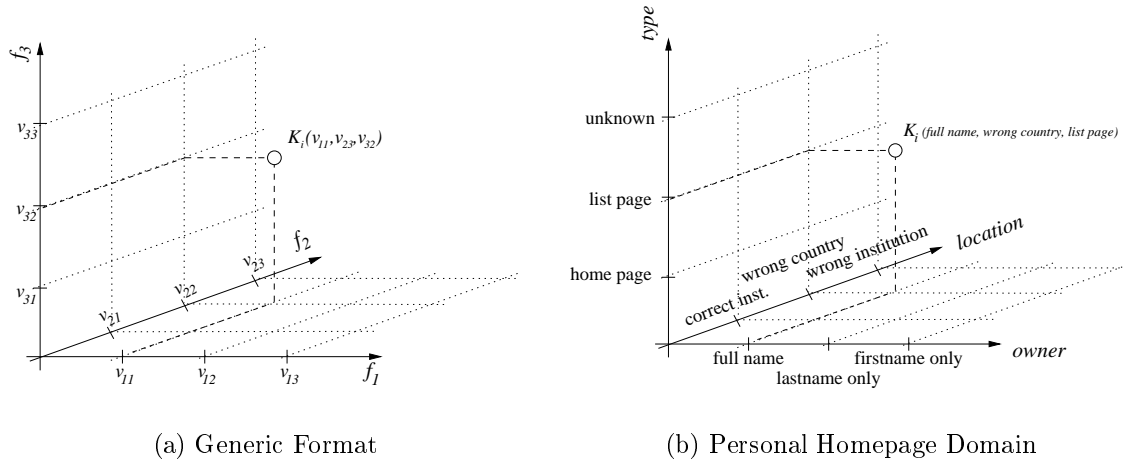 f3
v33
Ki(v11,v23,v32)
v32
f2
v23
v31
v22
v21
v11
v12
v13
f1
(a) Generic Format
type
unknown
Ki (full name, wrong country, list page)
list page
location
wrong country
wrong institution
home page
correct inst.
owner
full name
firstname only
lastname only
(b) Personal Homepage Domain